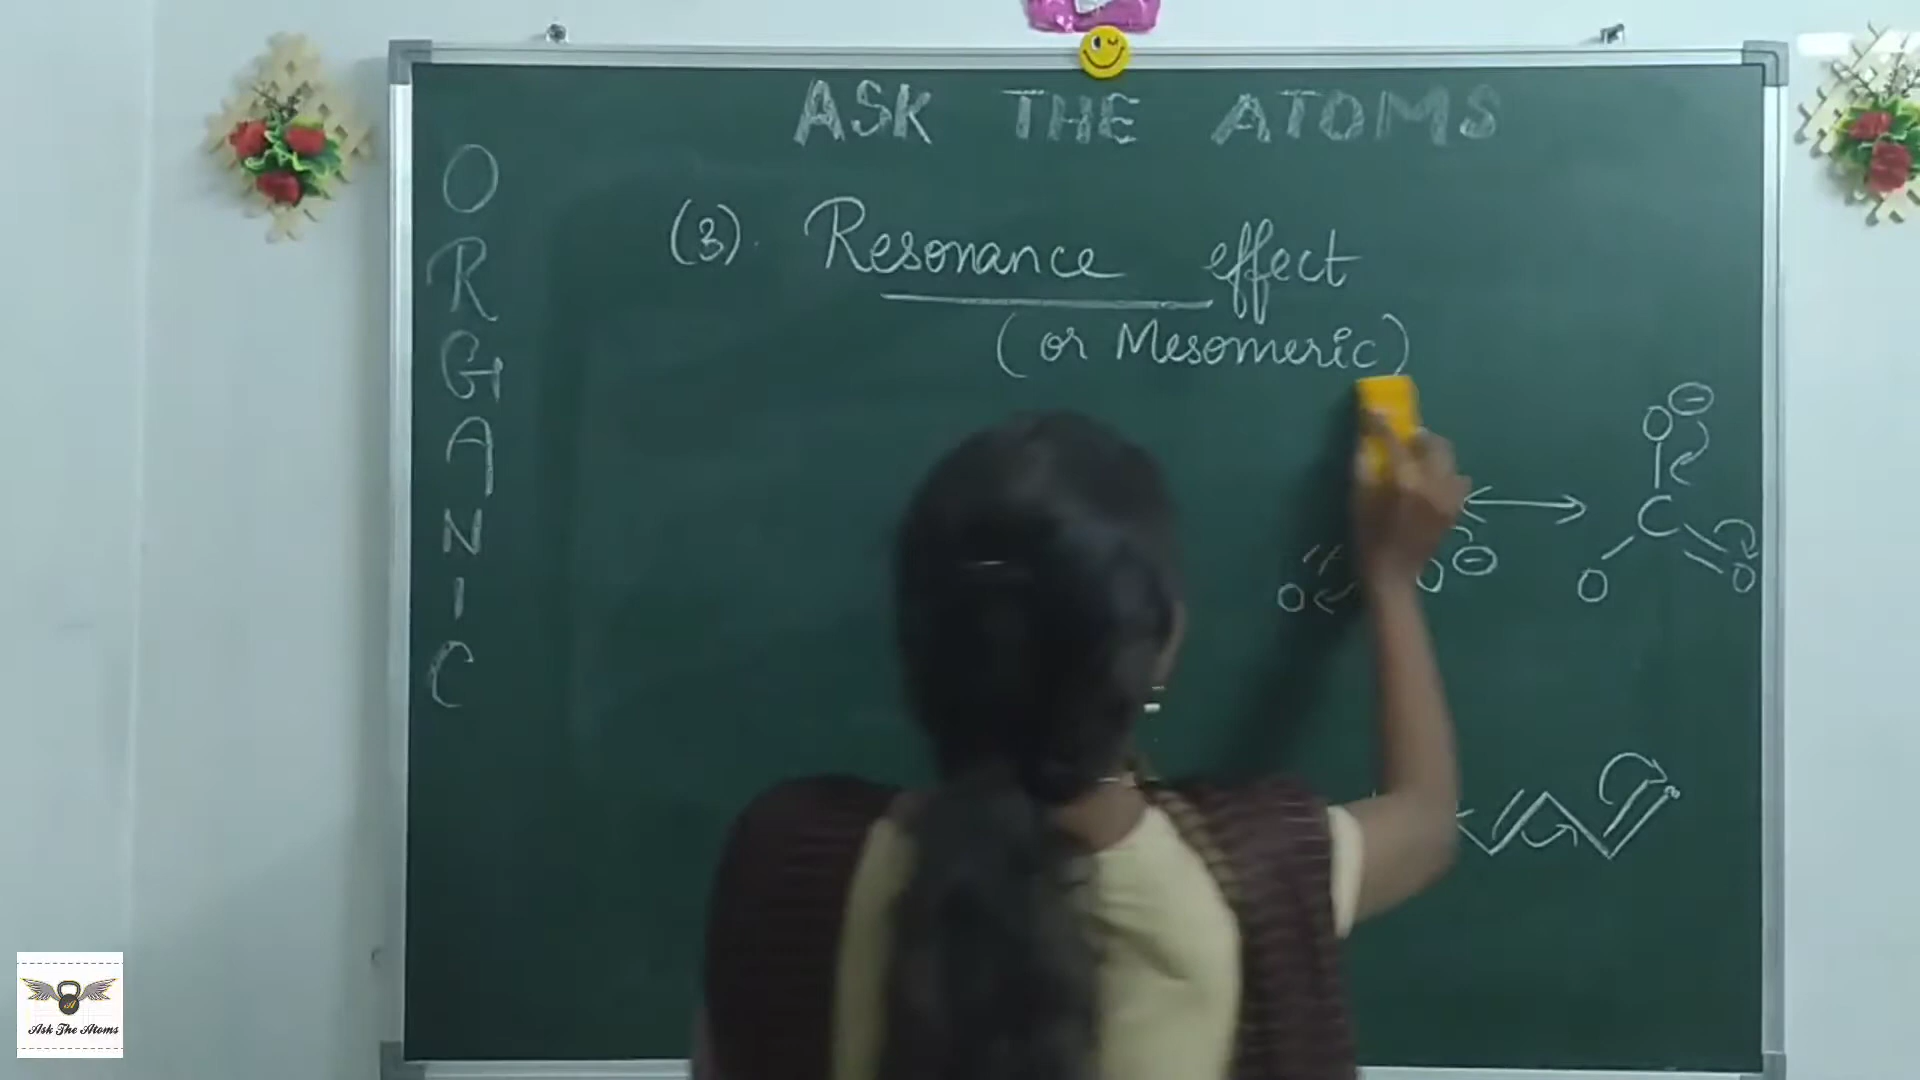 ASK THE ATOMS
ORGANIC
(3). Resonance effect
(or Mesomeric)
O ⊖
C
O ⊖
O
O
O
Ask The Atoms